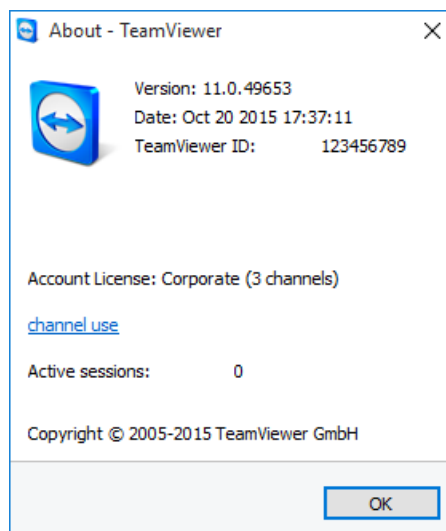 About - TeamViewer
Version: 11.0.49653
Date: Oct 20 2015 17:37:11
TeamViewer ID: 123456789
Account License: Corporate (3 channels)
channel use
Active sessions: 0
Copyright © 2005-2015 TeamViewer GmbH
OK